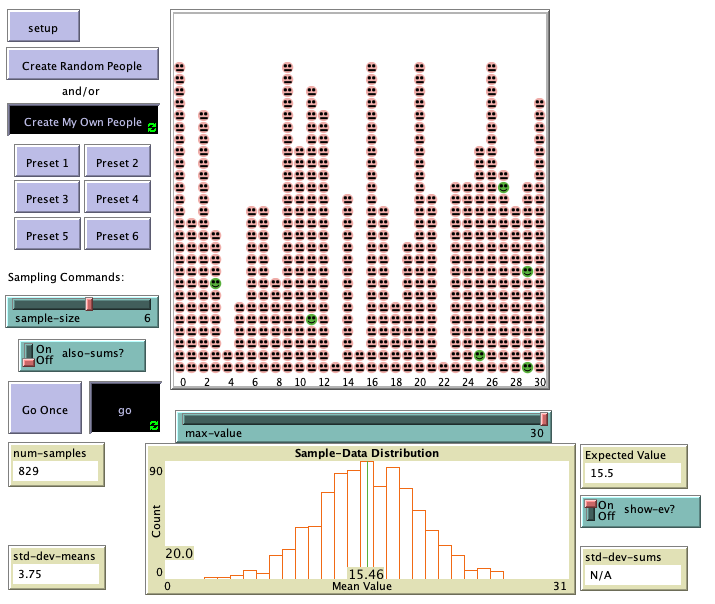 setup
Create Random People
and/or
Create My Own People
Preset 1 Preset 2
Preset 3 Preset 4
Preset 5 Preset 6
Sampling Commands:
sample-size 6
On
Off
also-sums?
Go Once
go
0 2 4 6 8 10 12 14 16 18 20 22 24 26 28 30
max-value 30
num-samples
829
std-dev-means
3.75
Sample-Data Distribution
90
Count
20.0
0
15.46
0 Mean Value 31
Expected Value
15.5
On
Off
show-ev?
std-dev-sums
N/A